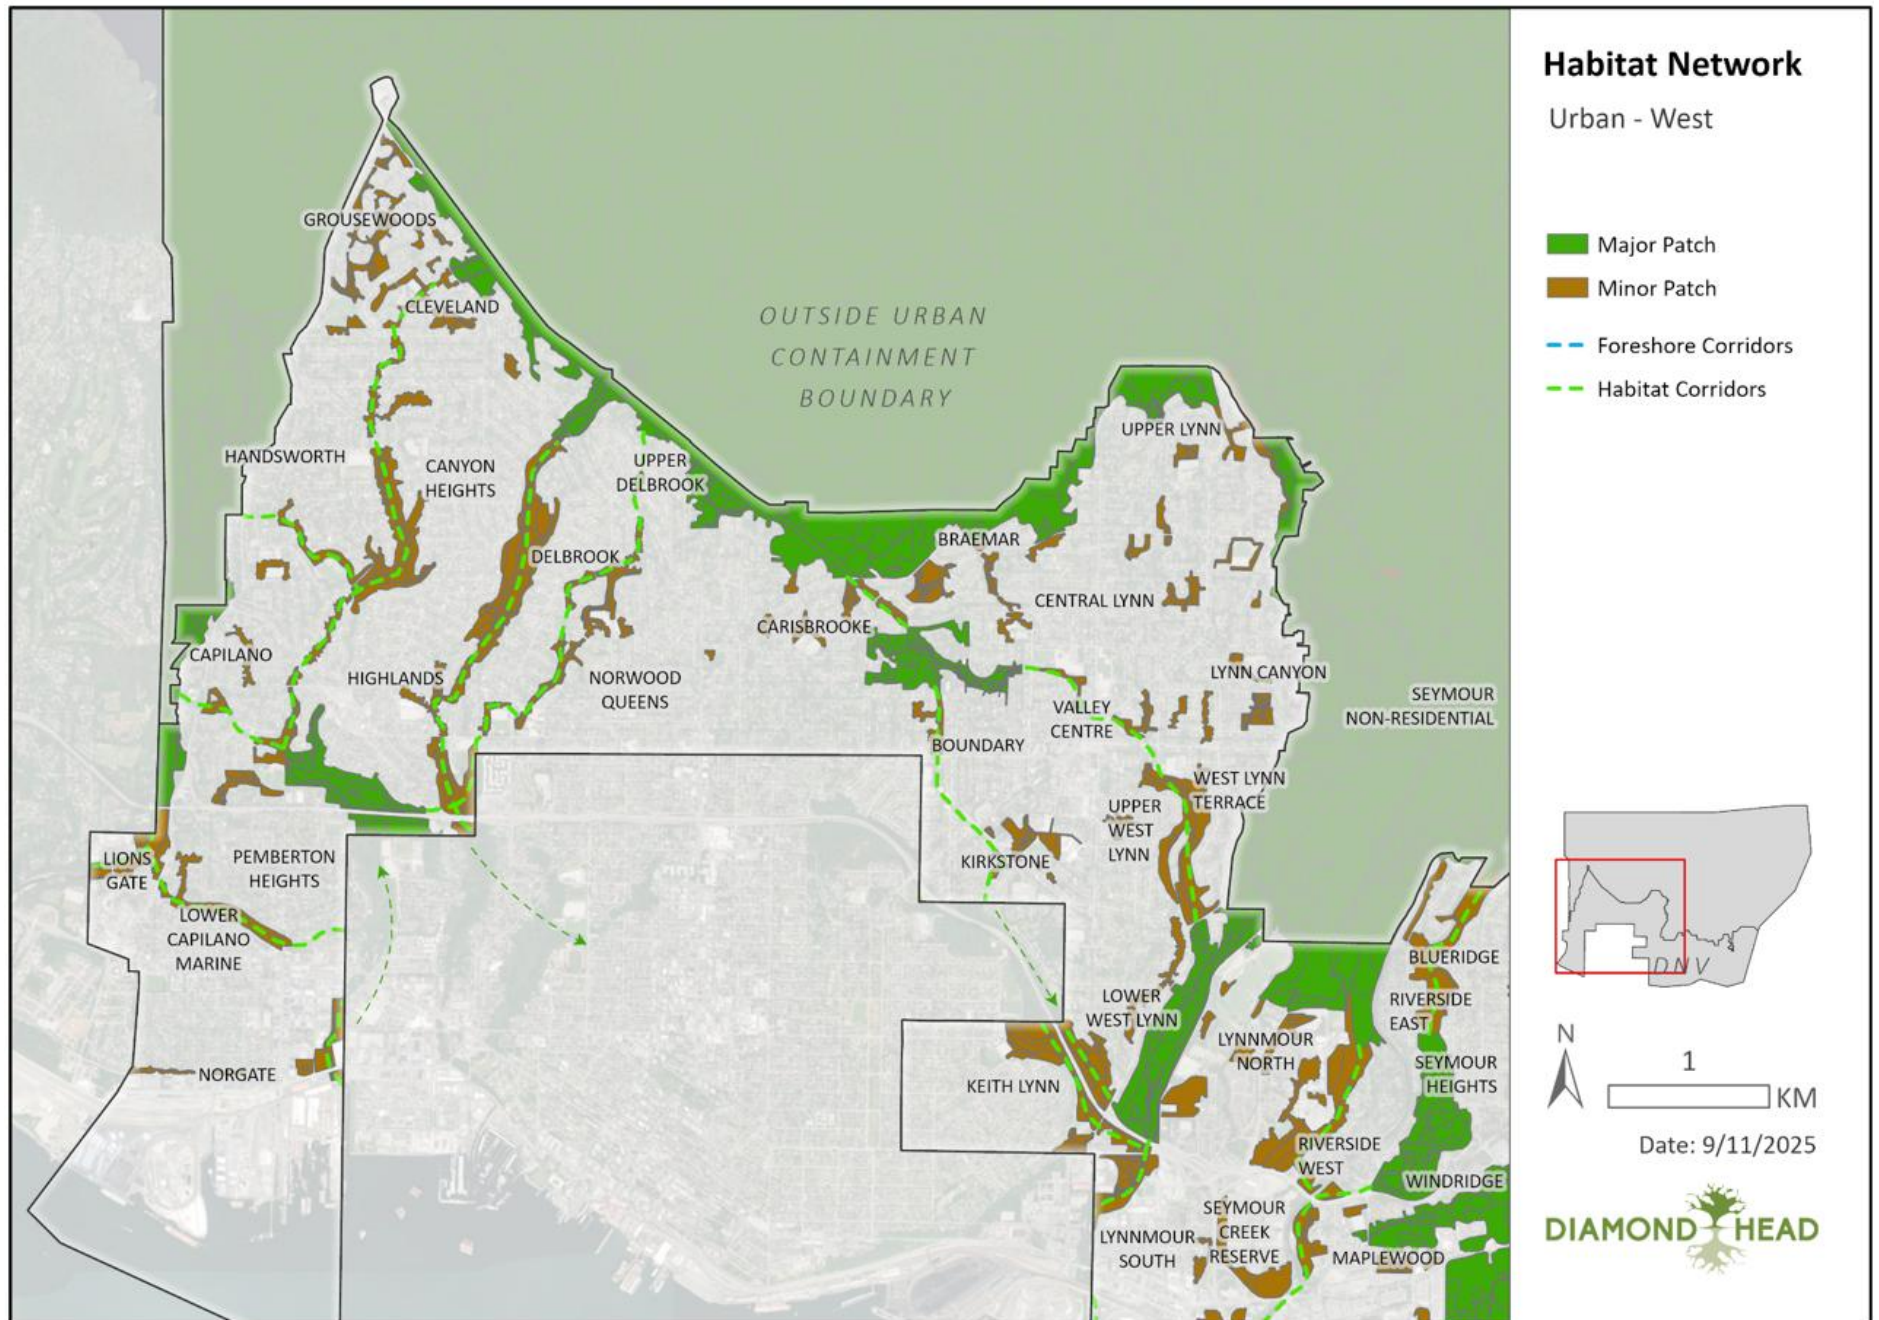 Habitat Network
Urban - West
Major Patch
Minor Patch
Foreshore Corridors
Habitat Corridors
GROUSEWOODS
CLEVELAND
OUTSIDE URBAN
CONTAINMENT
BOUNDARY
UPPER LYNN
HANDSWORTH
CANYON
HEIGHTS
UPPER
DELBROOK
DELBROOK
BRAEMAR
CENTRAL LYNN
CARISBROOKE
CAPILANO
HIGHLANDS
NORWOOD
QUEENS
LYNN CANYON
SEYMOUR
NON-RESIDENTIAL
VALLEY
CENTRE
BOUNDARY
WEST LYNN
TERRACE
UPPER
WEST
LYNN
KIRKSTONE
LIONS
GATE
PEMBERTON
HEIGHTS
LOWER
CAPILANO
MARINE
BLUERIDGE
LOWER
WEST LYNN
RIVERSIDE
EAST
LYNNMOUR
NORTH
NORGATE
KEITH LYNN
SEYMOUR
HEIGHTS
RIVERSIDE
WEST
WINDRIDGE
SEYMOUR
CREEK
RESERVE
LYNNMOUR
SOUTH
MAPLEWOOD
DNV
N
1
KM
Date: 9/11/2025
DIAMOND HEAD